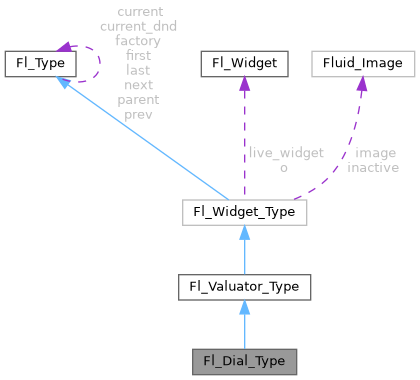 current
current_dnd
factory
first
last
next
parent
prev
Fl_Type
Fl_Widget
Fluid_Image
live_widget
o
image
inactive
Fl_Widget_Type
Fl_Valuator_Type
Fl_Dial_Type